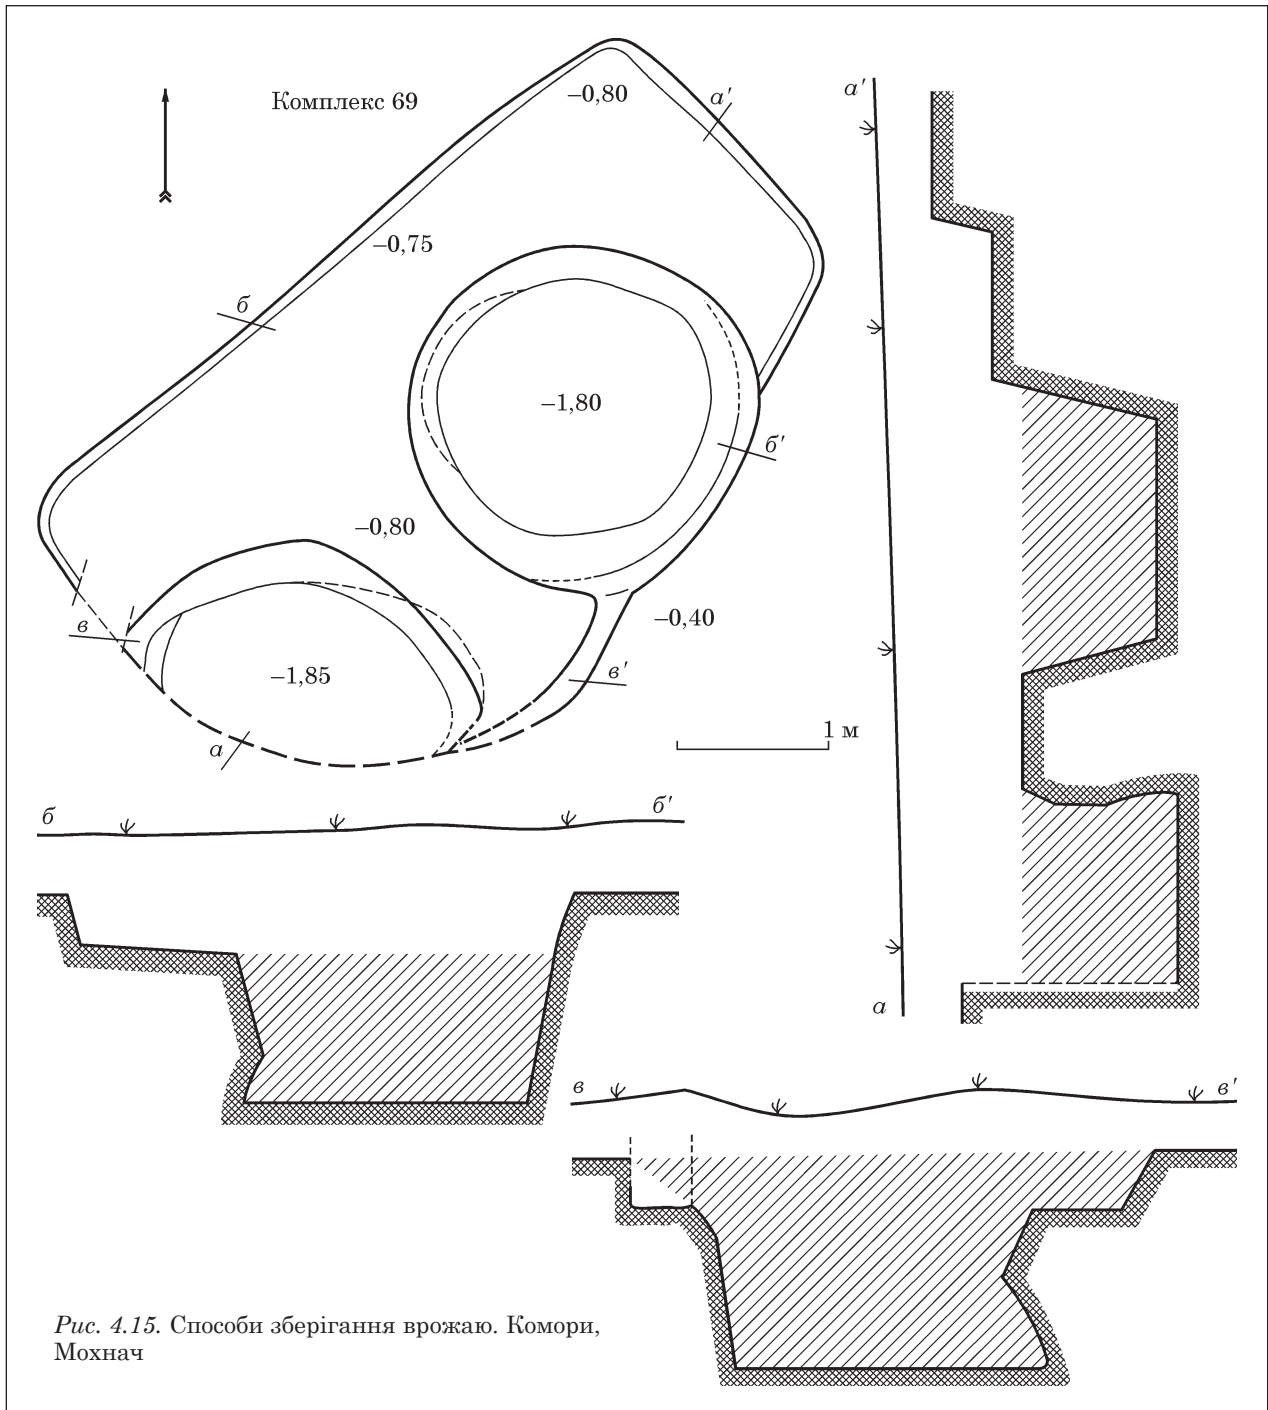 Комплекс 69
–0,80
а'
а'
–0,75
б
–1,80
б'
–0,80
–0,40
в
–1,85
в'
а
1 м
б
б'
а
в
в'
Рис. 4.15. Способи зберігання врожаю. Комори,
Мохнач